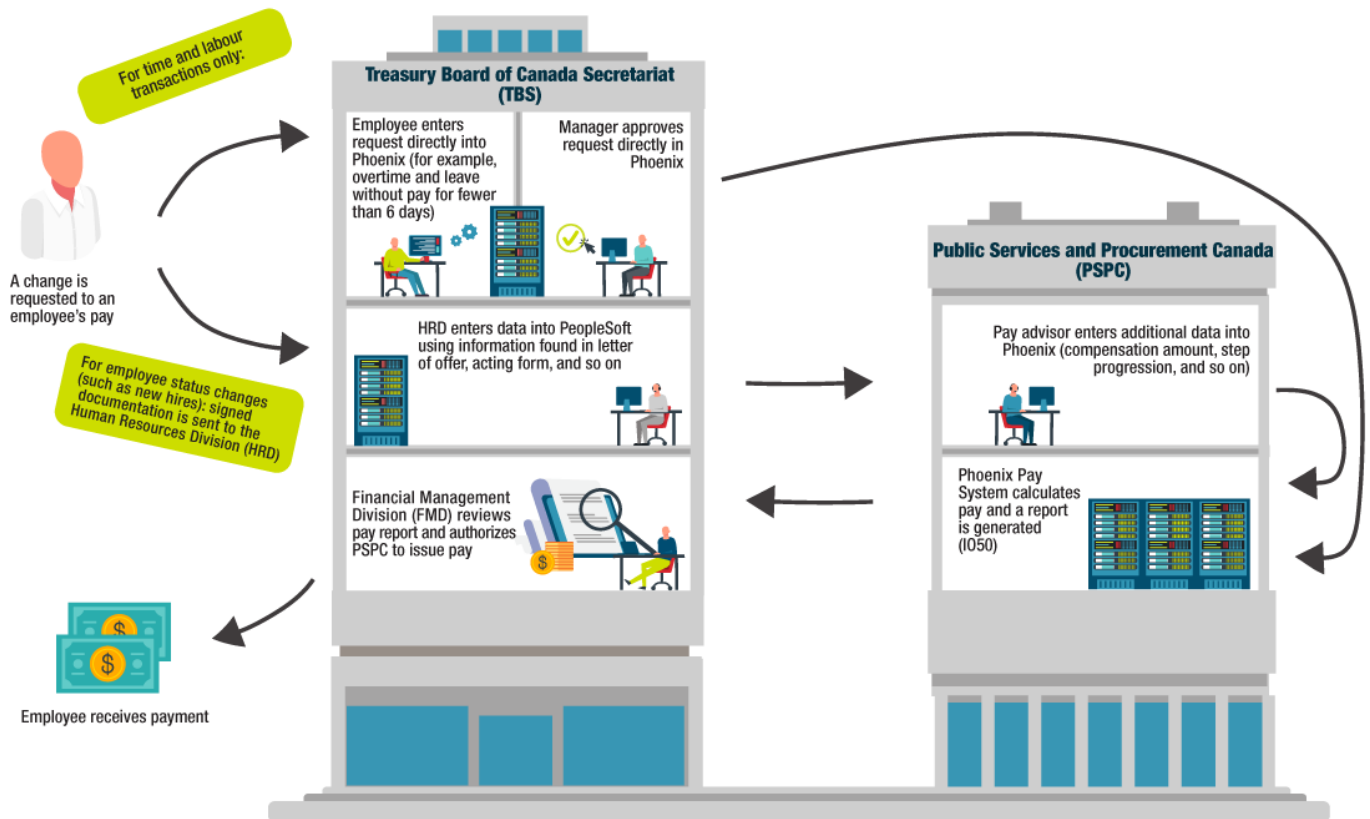 For time and labour
transactions only:
A change is
requested to an
employee's pay
For employee status changes
(such as new hires): signed
documentation is sent to the
Human Resources Division (HRD)
Treasury Board of Canada Secretariat
(TBS)
Employee enters
request directly into
Phoenix (for example,
overtime and leave
without pay for fewer
than 6 days)
Manager approves
request directly in
Phoenix
HRD enters data into PeopleSoft
using information found in letter
of offer, acting form, and so on
Public Services and Procurement Canada
(PSPC)
Pay advisor enters additional data into
Phoenix (compensation amount, step
progression, and so on)
Phoenix Pay
System calculates
pay and a report
is generated
(IO50)
Financial Management
Division (FMD) reviews
pay report and authorizes
PSPC to issue pay
$
$
$
Employee receives payment